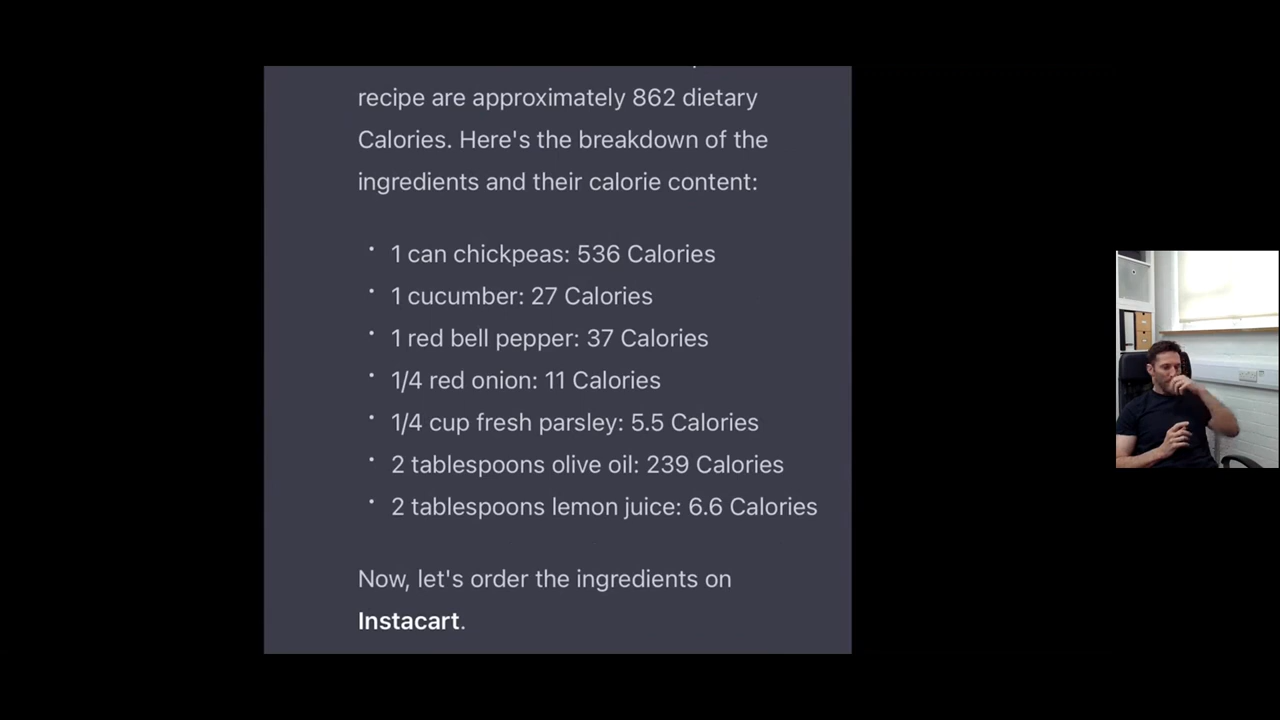 recipe are approximately 862 dietary
Calories. Here's the breakdown of the
ingredients and their calorie content:
• 1 can chickpeas: 536 Calories
• 1 cucumber: 27 Calories
• 1 red bell pepper: 37 Calories
• 1/4 red onion: 11 Calories
• 1/4 cup fresh parsley: 5.5 Calories
• 2 tablespoons olive oil: 239 Calories
• 2 tablespoons lemon juice: 6.6 Calories
Now, let's order the ingredients on
Instacart.